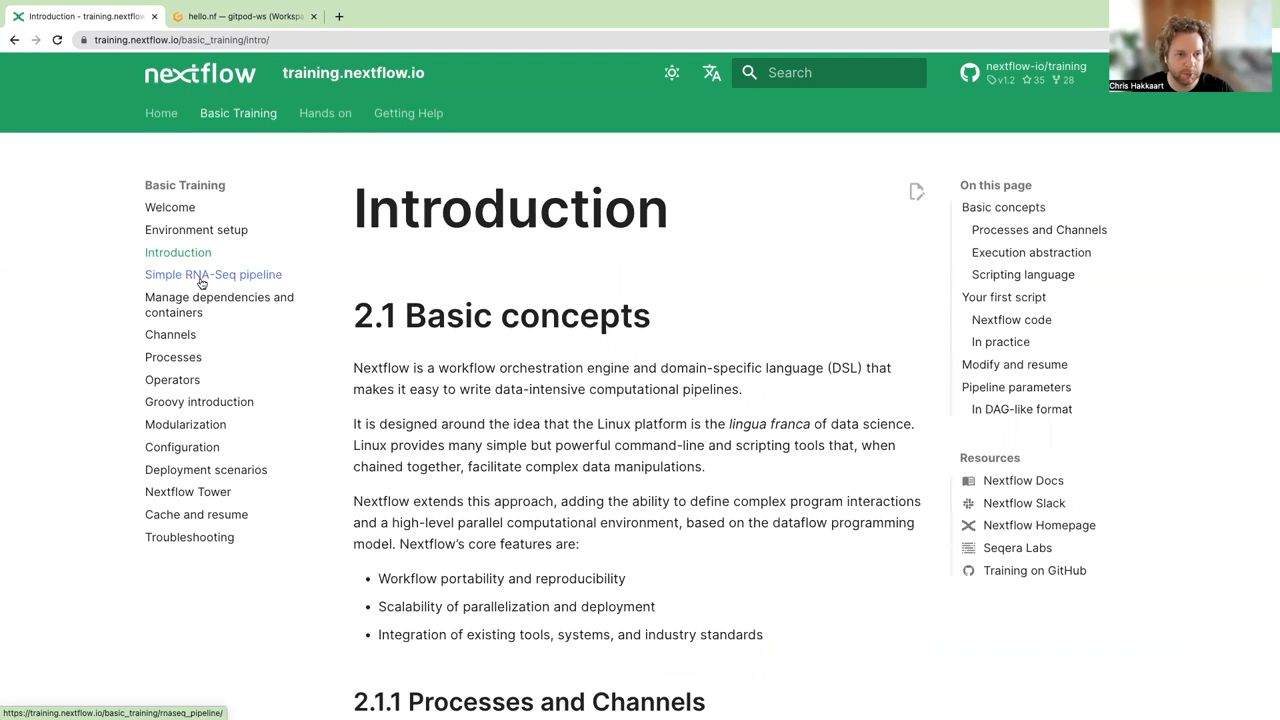 Introduction - training.nextflow
hello.nf — gitpod-ws (Worksp
training.nextflow.io/basic_training/intro/
nextflow
training.nextflow.io
Search
nextflow-io/training
v1.2 35 28
Chris Hakkaart
Home
Basic Training
Hands on
Getting Help
Basic Training
Welcome
Environment setup
Introduction
Simple RNA-Seq pipeline
Manage dependencies and
containers
Channels
Processes
Operators
Groovy introduction
Modularization
Configuration
Deployment scenarios
Nextflow Tower
Cache and resume
Troubleshooting
Introduction
2.1 Basic concepts
Nextflow is a workflow orchestration engine and domain-specific language (DSL) that
makes it easy to write data-intensive computational pipelines.
It is designed around the idea that the Linux platform is the lingua franca of data science.
Linux provides many simple but powerful command-line and scripting tools that, when
chained together, facilitate complex data manipulations.
Nextflow extends this approach, adding the ability to define complex program interactions
and a high-level parallel computational environment, based on the dataflow programming
model. Nextflow’s core features are:
• Workflow portability and reproducibility
• Scalability of parallelization and deployment
• Integration of existing tools, systems, and industry standards
2.1.1 Processes and Channels
On this page
Basic concepts
Processes and Channels
Execution abstraction
Scripting language
Your first script
Nextflow code
In practice
Modify and resume
Pipeline parameters
In DAG-like format
Resources
Nextflow Docs
Nextflow Slack
Nextflow Homepage
Seqera Labs
Training on GitHub
https://training.nextflow.io/basic_training/rnaseq_pipeline/